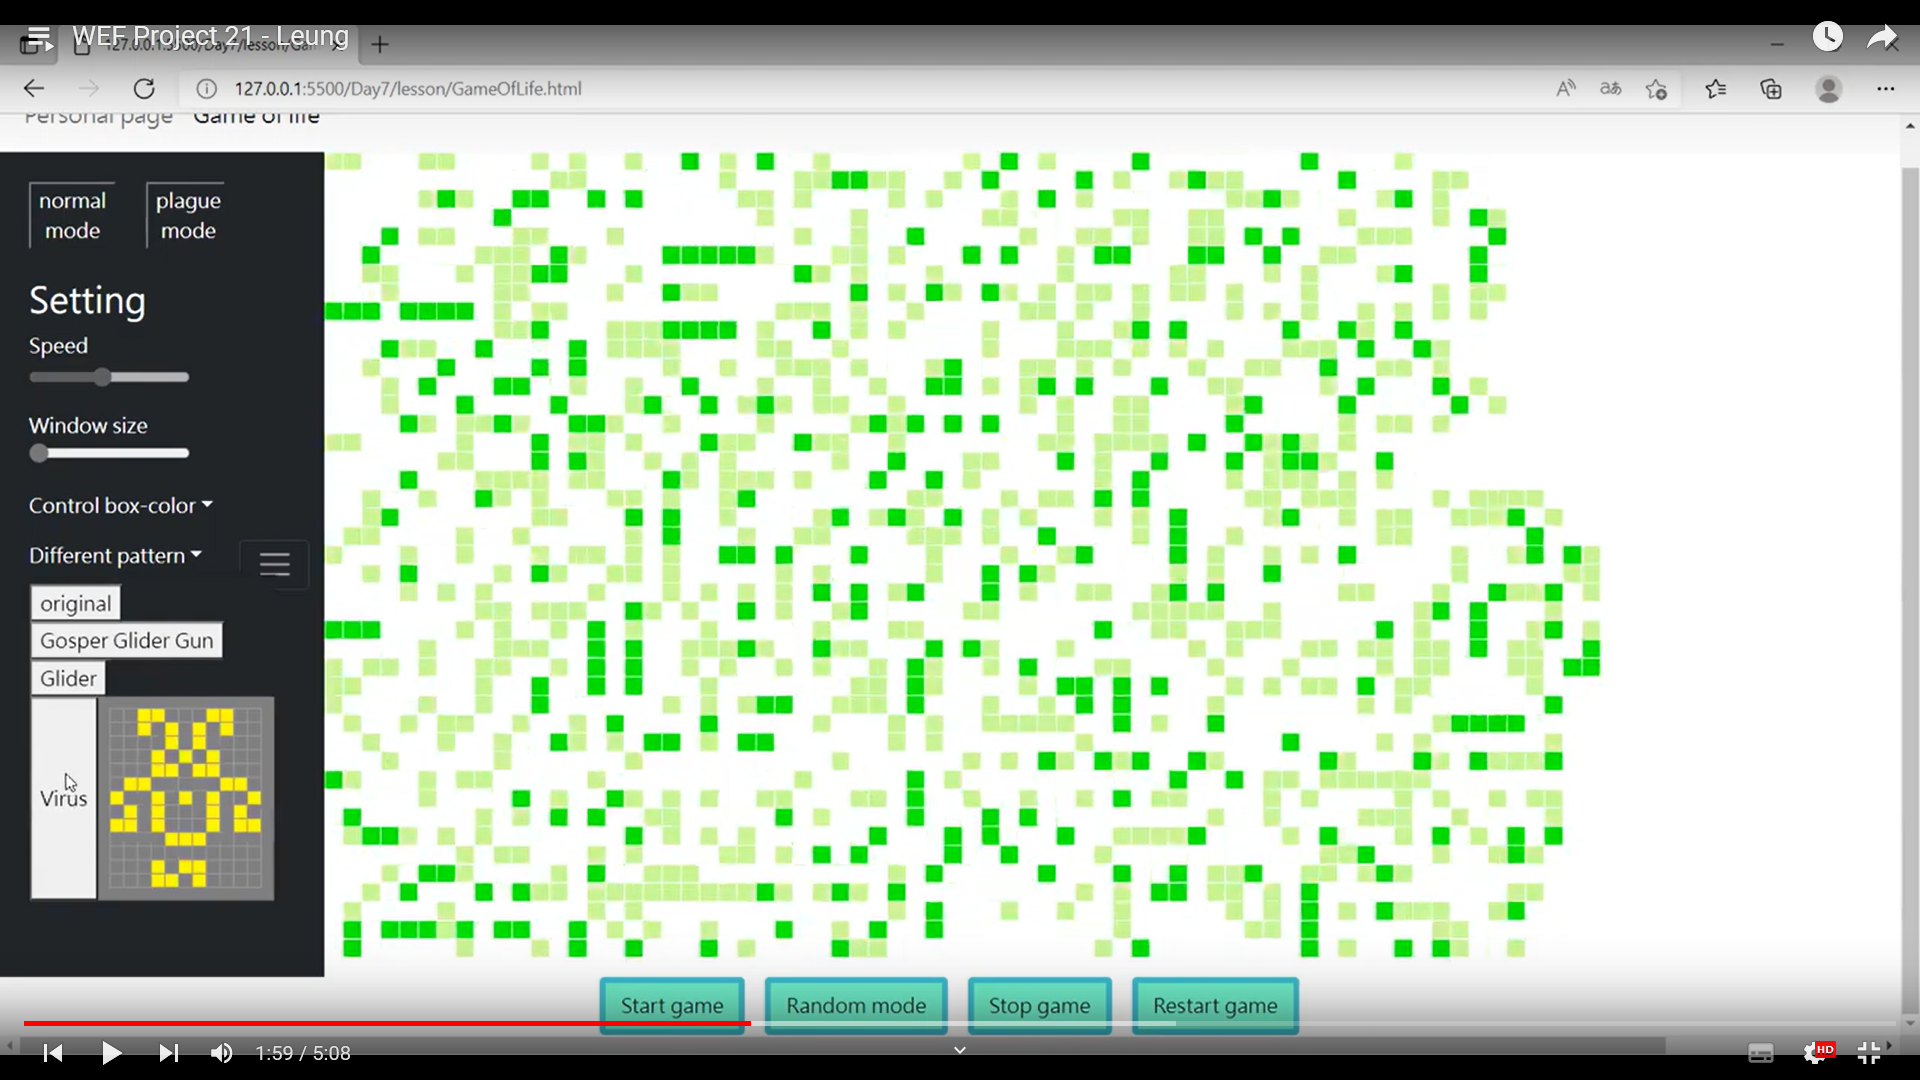 WEF Project 21 - Leung
127.0.0.1:5500/Day7/lesson/GameOfLife.html
Personal page Game of life
normal mode
plague mode
Setting
Speed
Window size
Control box-color
Different pattern
original
Gosper Glider Gun
Glider
Virus
Start game Random mode Stop game Restart game
1:59 / 5:08
HD